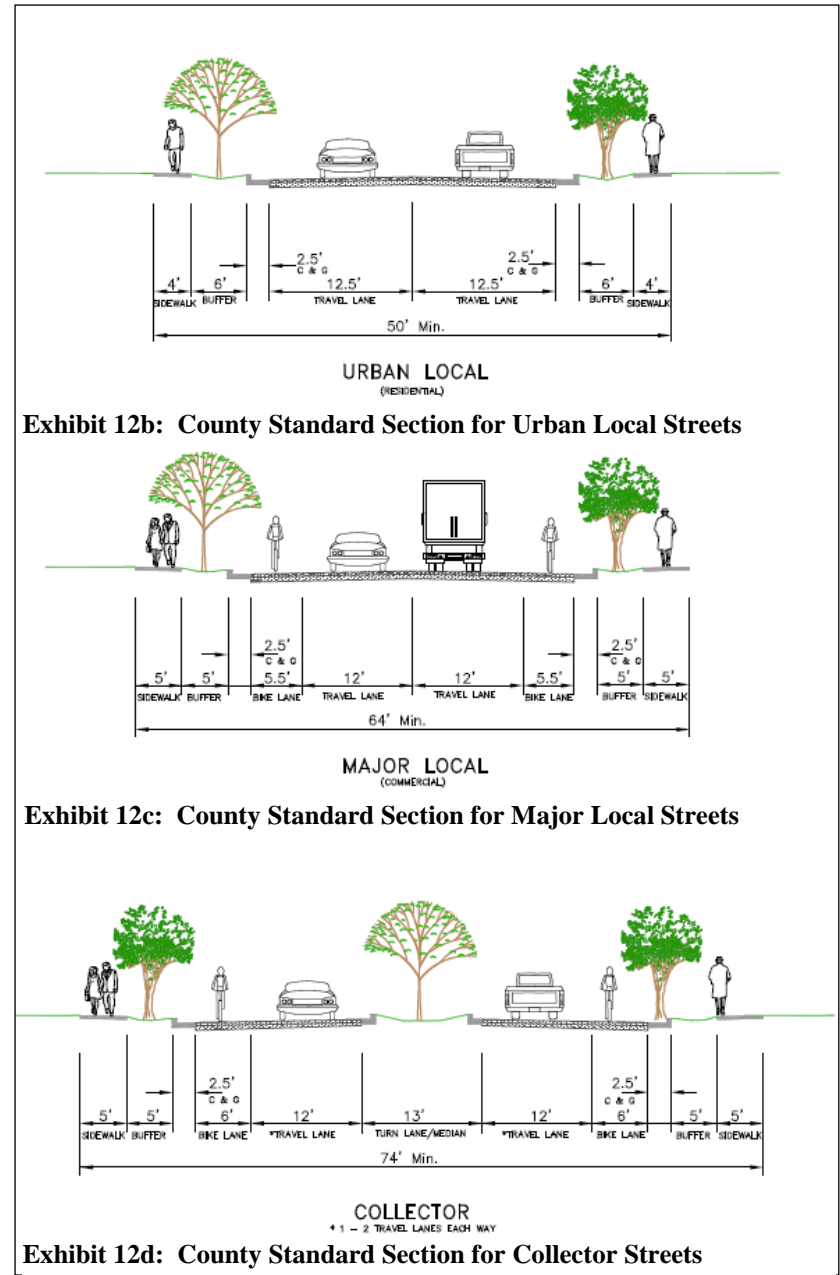 2.5'
C & G
2.5'
C & G
4' 6' 12.5' 12.5' 6' 4'
SIDEWALK BUFFER TRAVEL LANE TRAVEL LANE BUFFER SIDEWALK
50' Min.
URBAN LOCAL
(RESIDENTIAL)
Exhibit 12b: County Standard Section for Urban Local Streets
2.5'
C & G
2.5'
C & G
5' 5' 5.5' 12' 12' 5.5' 5' 5'
SIDEWALK BUFFER BIKE LANE TRAVEL LANE TRAVEL LANE BIKE LANE BUFFER SIDEWALK
64' Min.
MAJOR LOCAL
(COMMERCIAL)
Exhibit 12c: County Standard Section for Major Local Streets
2.5'
C & G
2.5'
C & G
5' 5' 6' 12' 13' 12' 6' 5' 5'
SIDEWALK BUFFER BIKE LANE *TRAVEL LANE TURN LANE/MEDIAN *TRAVEL LANE BIKE LANE BUFFER SIDEWALK
74' Min.
COLLECTOR
* 1 - 2 TRAVEL LANES EACH WAY
Exhibit 12d: County Standard Section for Collector Streets